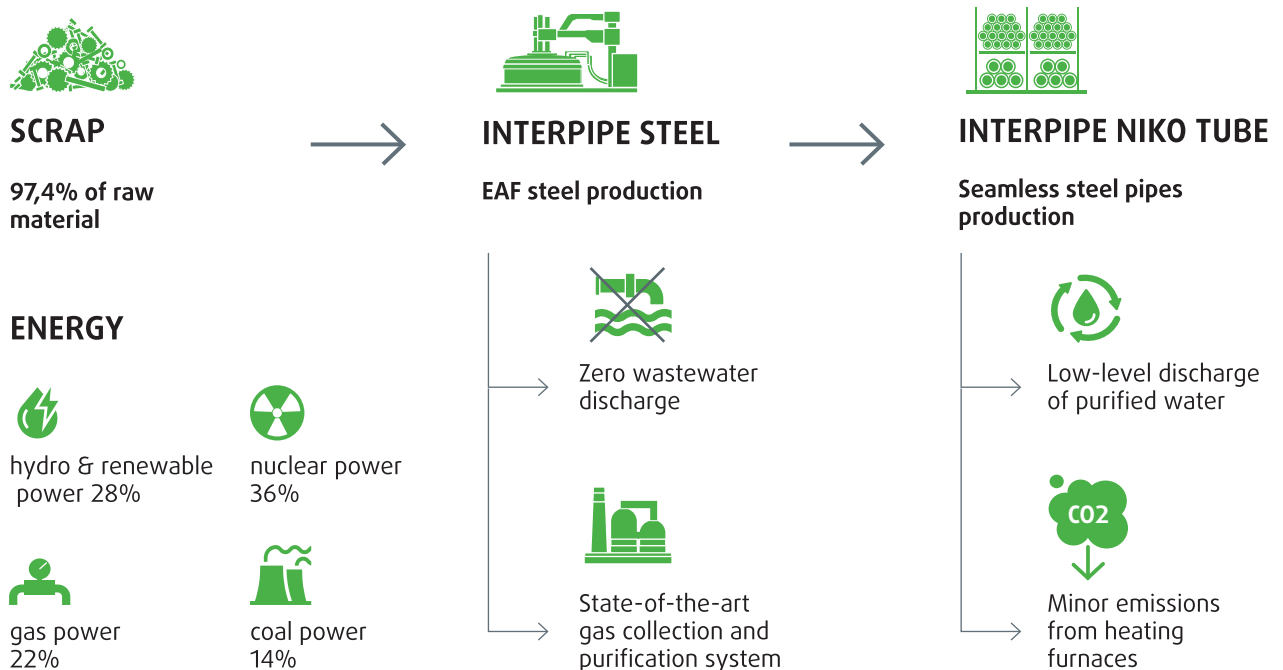 SCRAP
97,4% of raw
material
ENERGY
hydro & renewable
power 28%
nuclear power
36%
gas power
22%
coal power
14%
INTERPIPE STEEL
EAF steel production
Zero wastewater
discharge
State-of-the-art
gas collection and
purification system
INTERPIPE NIKO TUBE
Seamless steel pipes
production
Low-level discharge
of purified water
CO2
Minor emissions
from heating
furnaces